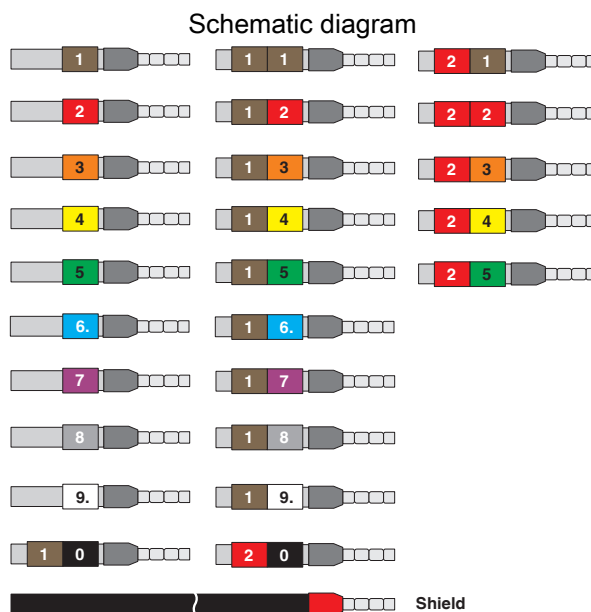 Schematic diagram
1 1 1 2 1
2 1 2 2 2
3 1 3 2 3
4 1 4 2 4
5 1 5 2 5
6. 1 6.
7 1 7
8 1 8
9. 1 9.
1 0 2 0
Shield